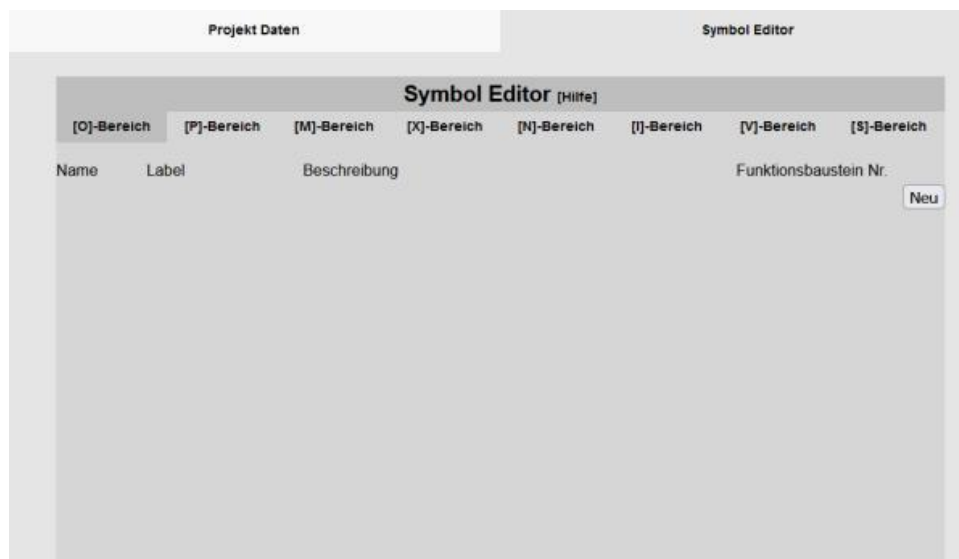 Projekt Daten Symbol Editor
Symbol Editor [Hilfe]
[O]-Bereich [P]-Bereich [M]-Bereich [X]-Bereich [N]-Bereich [I]-Bereich [V]-Bereich [S]-Bereich
Name Label Beschreibung Funktionsbaustein Nr.
Neu